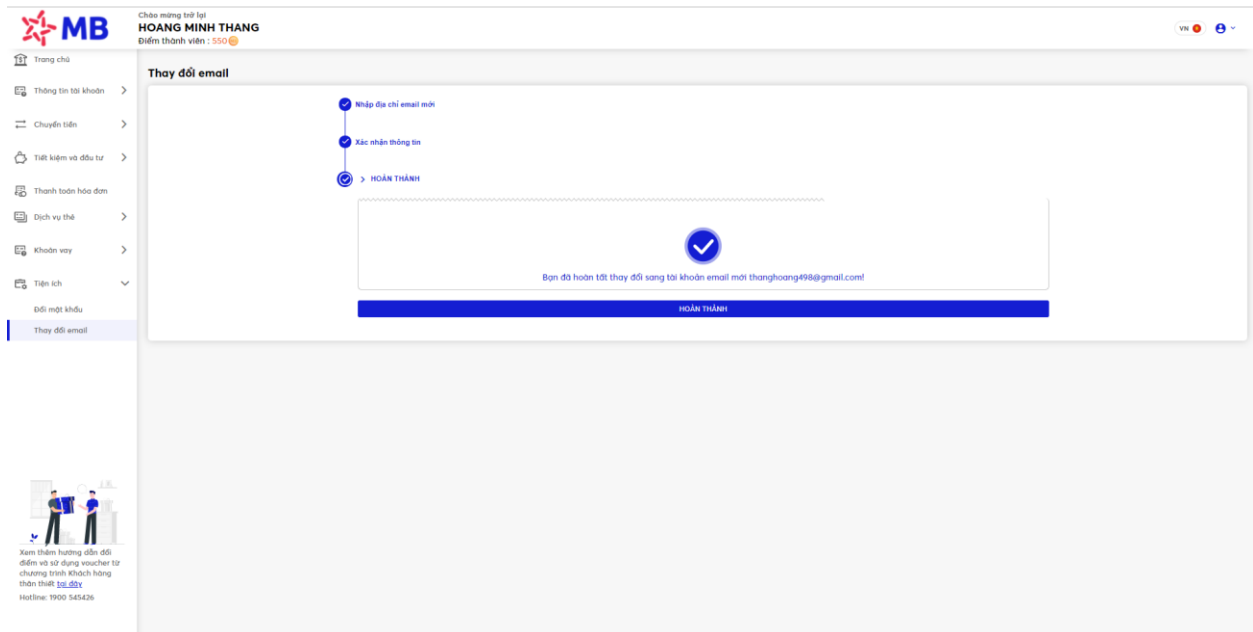 MB
Chào mừng trở lại
HOANG MINH THANG
Điểm thành viên : 550
VN
Trang chủ
Thông tin tài khoản
Chuyển tiền
Tiết kiệm và đầu tư
Thanh toán hóa đơn
Dịch vụ thẻ
Khoản vay
Tiện ích
Đổi mật khẩu
Thay đổi email
Xem thêm hướng dẫn đổi
điểm và sử dụng voucher từ
chương trình Khách hàng
thân thiết tại đây
Hotline: 1900 545426
Thay đổi email
Nhập địa chỉ email mới
Xác nhận thông tin
> HOÀN THÀNH
Bạn đã hoàn tất thay đổi sang tài khoản email mới thanghoang498@gmail.com!
HOÀN THÀNH